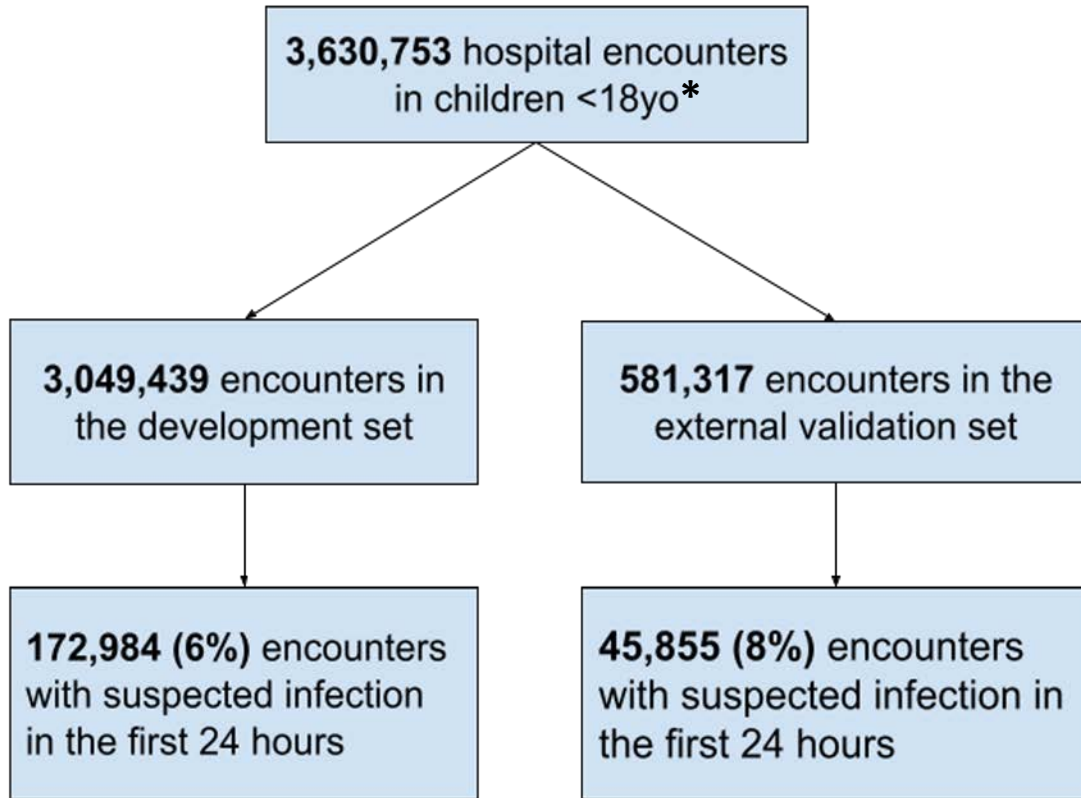 3,630,753 hospital encounters
in children <18yo*
3,049,439 encounters in
the development set
581,317 encounters in the
external validation set
172,984 (6%) encounters
with suspected infection
in the first 24 hours
45,855 (8%) encounters
with suspected infection in
the first 24 hours